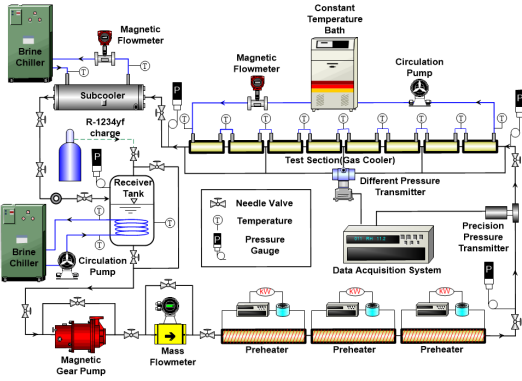 Magnetic
Flowmeter
Constant
Temperature
Bath
Brine
Chiller
T
Magnetic
Flowmeter
Circulation
Pump
Subcooler
T
P
P
R-1234yf
charge
T
T
T
T
T
T
T
T
P
Test Section(Gas Cooler)
P
Receiver
Tank
Different Pressure
Transmitter
Needle Valve
T
Temperature
T
T
P
Pressure
Gauge
Precision
Pressure
Transmitter
Brine
Chiller
Circulation
Pump
Data Acquisition System
P
kW
kW
kW
Magnetic
Gear Pump
Mass
Flowmeter
Preheater
Preheater
Preheater